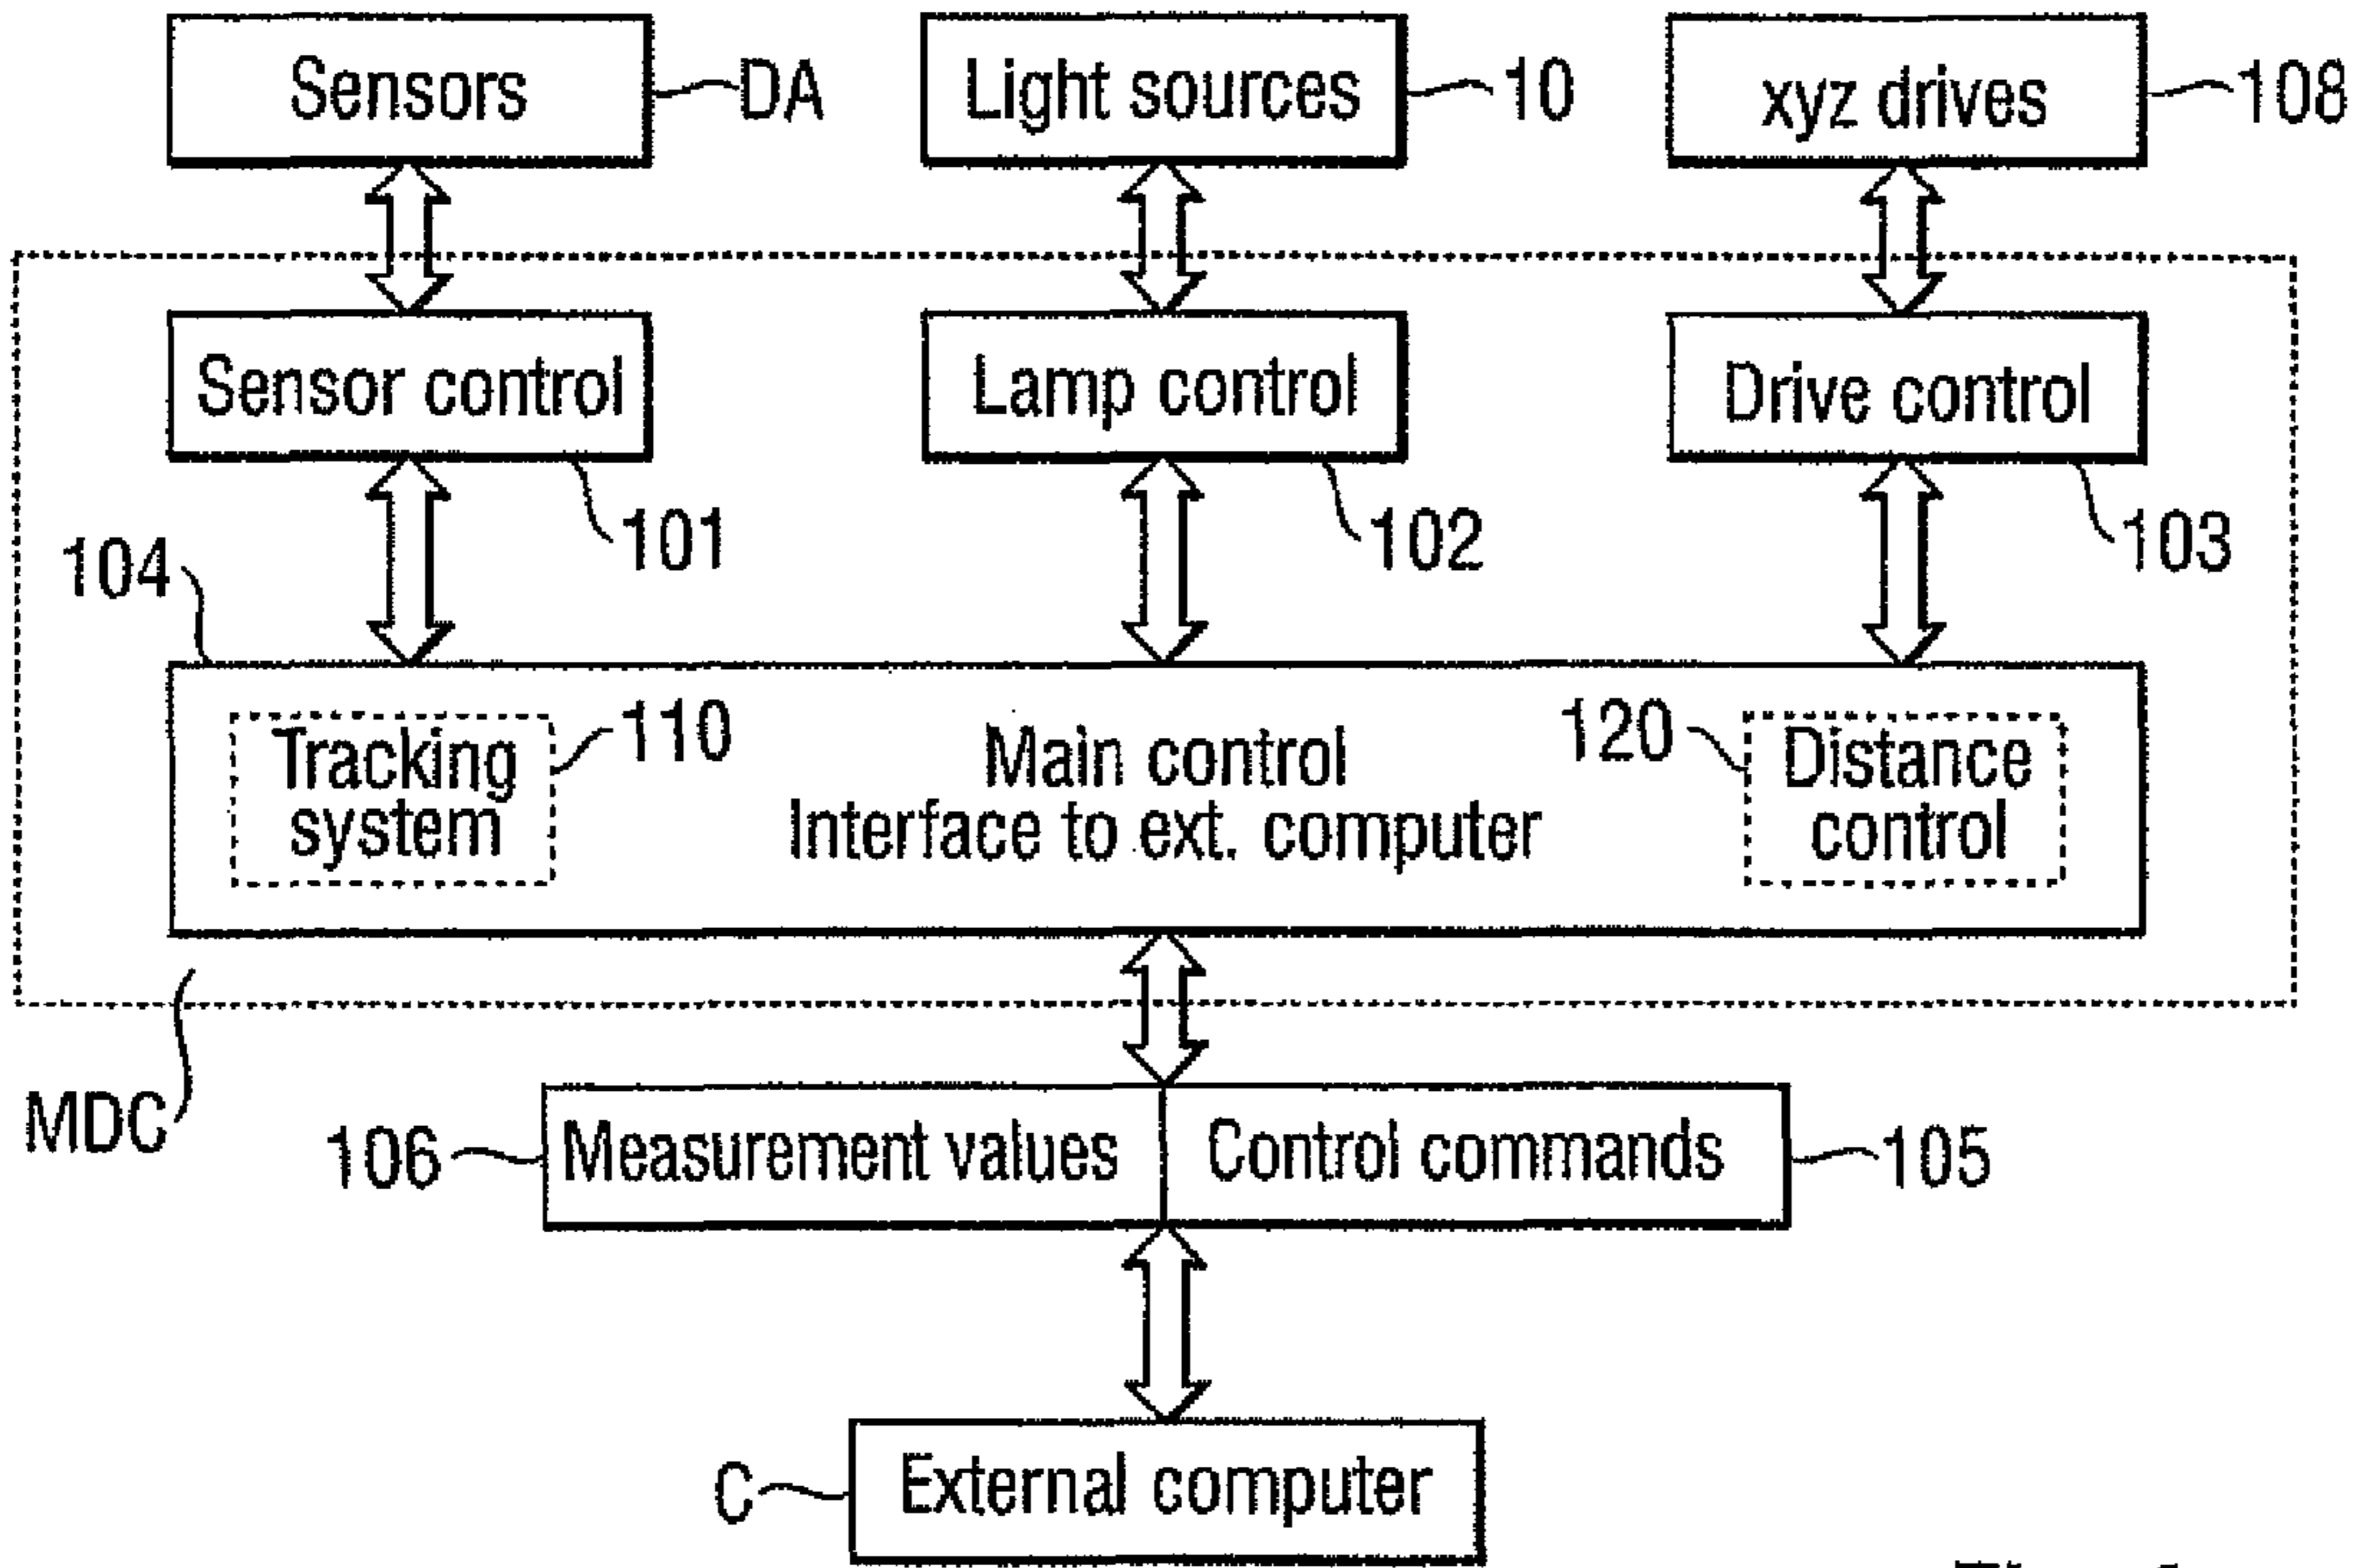 Sensors
DA
Light sources
10
xyz drives
108
Sensor control
101
Lamp control
102
Drive control
103
104
Tracking
system
110
Main control
Interface to ext. computer
120
Distance
control
MDC
106
Measurement values
Control commands
105
C
External computer